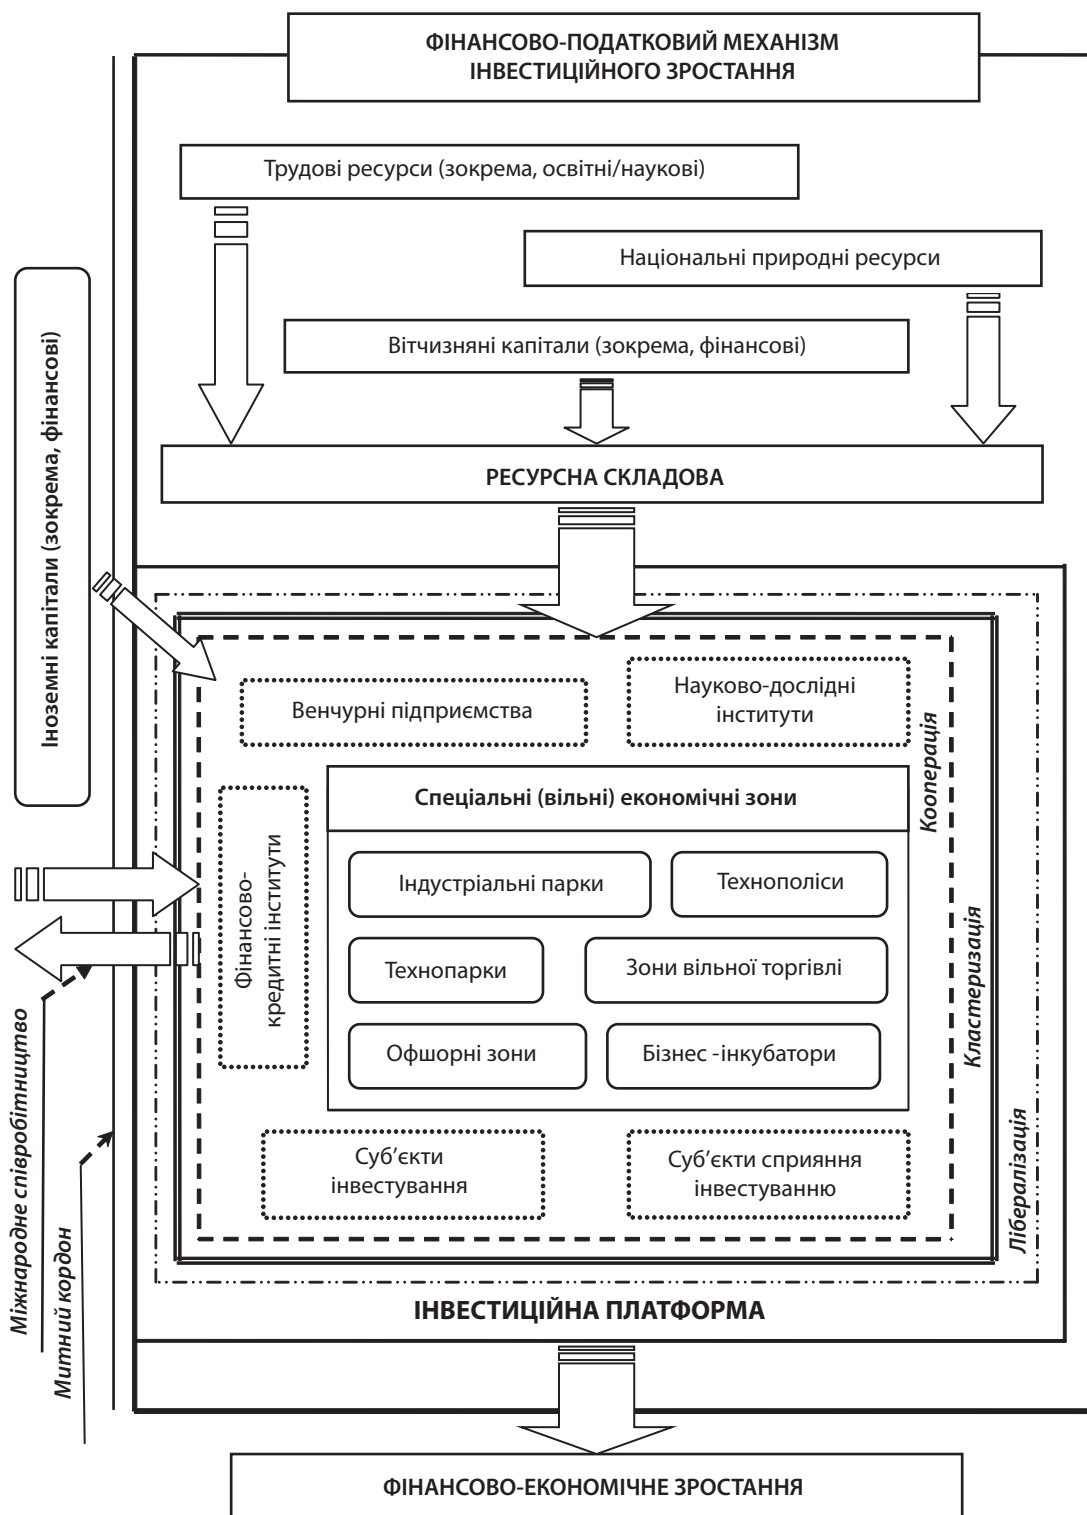 ФІНАНСОВО-ПОДАТКОВИЙ МЕХАНІЗМ
ІНВЕСТИЦІЙНОГО ЗРОСТАННЯ
Трудові ресурси (зокрема, освітні/наукові)
Національні природні ресурси
Вітчизняні капітали (зокрема, фінансові)
Іноземні капітали (зокрема, фінансові)
РЕСУРСНА СКЛАДОВА
Венчурні підприємства
Науково-дослідні
інститути
Кооперація
Спеціальні (вільні) економічні зони
Фінансово-
кредитні інститути
Індустріальні парки
Технополіси
Технопарки
Зони вільної торгівлі
Офшорні зони
Бізнес -інкубатори
Кластеризація
Суб’єкти
інвестування
Суб’єкти сприяння
інвестуванню
Лібералізація
Міжнародне співробітництво
Митний кордон
ІНВЕСТИЦІЙНА ПЛАТФОРМА
ФІНАНСОВО-ЕКОНОМІЧНЕ ЗРОСТАННЯ